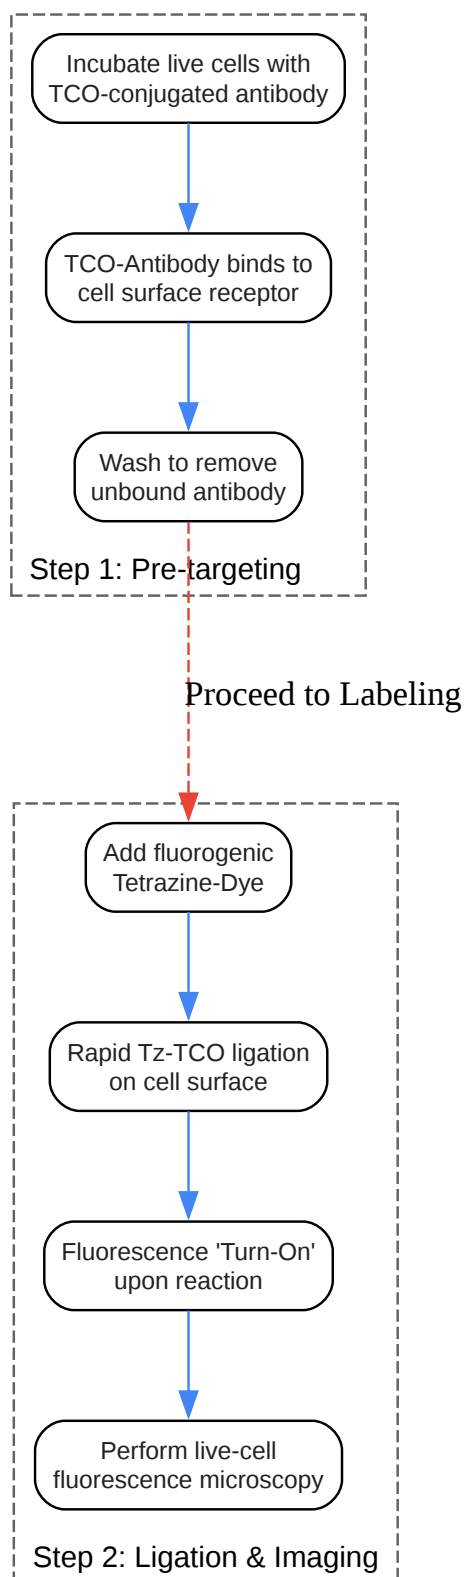 Incubate live cells with
TCO-conjugated antibody
TCO-Antibody binds to
cell surface receptor
Wash to remove
unbound antibody
Step 1: Pre-targeting
Proceed to Labeling
Add fluorogenic
Tetrazine-Dye
Rapid Tz-TCO ligation
on cell surface
Fluorescence 'Turn-On'
upon reaction
Perform live-cell
fluorescence microscopy
Step 2: Ligation & Imaging